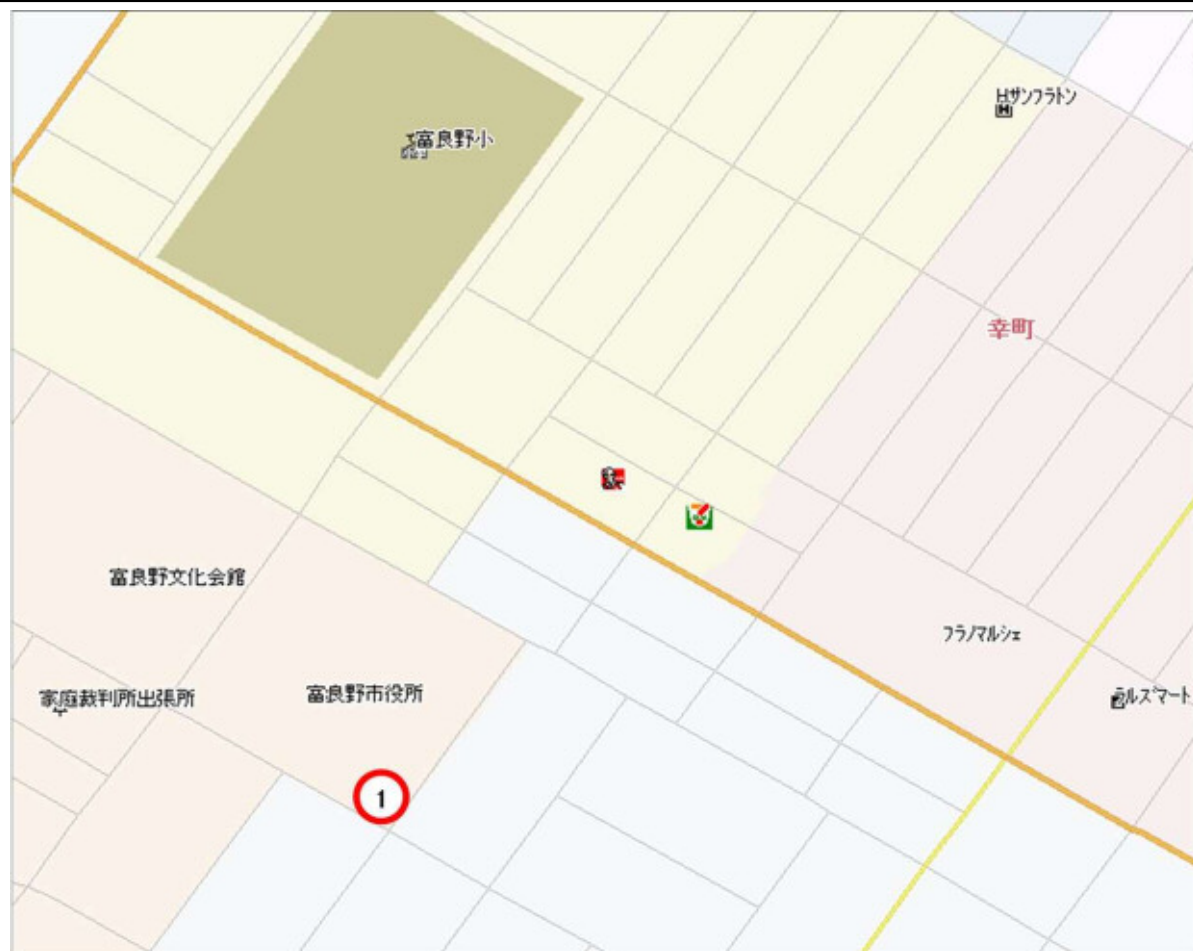 Hサンフラトン
富良野小
幸町
富良野文化会館
フラノマルシェ
家庭裁判所出張所
富良野市役所
ラルズマート
1